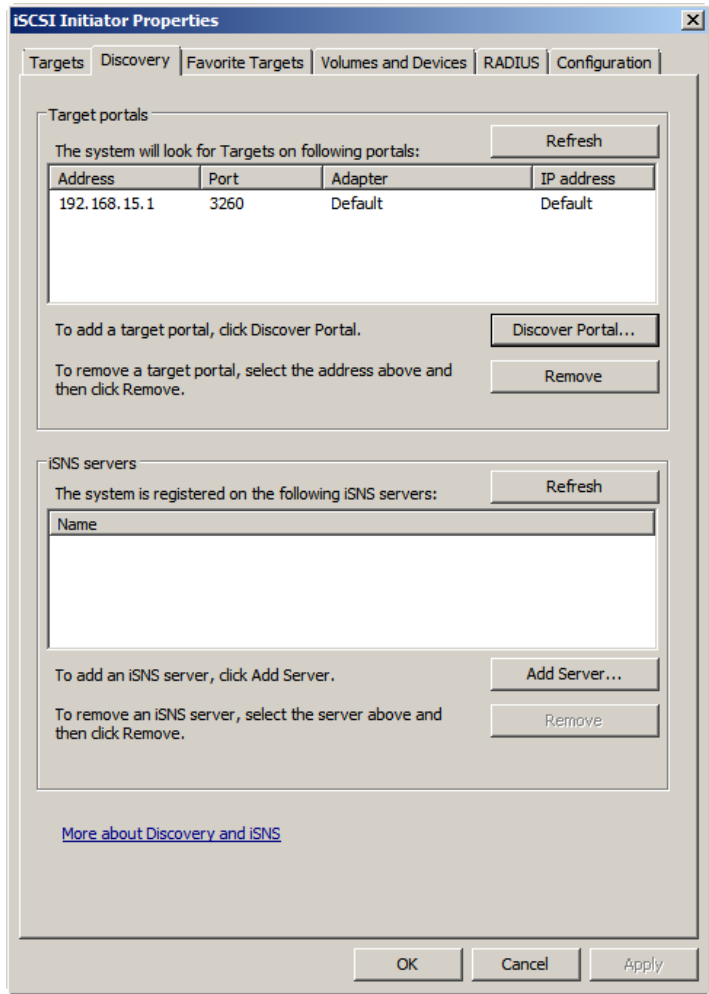 iSCSI Initiator Properties
Targets Discovery Favorite Targets Volumes and Devices RADIUS Configuration
Target portals
The system will look for Targets on following portals: Refresh
Address Port Adapter IP address
192.168.15.1 3260 Default Default
To add a target portal, click Discover Portal. Discover Portal...
To remove a target portal, select the address above and
then click Remove.
Remove
iSNS servers
The system is registered on the following iSNS servers: Refresh
Name
To add an iSNS server, click Add Server. Add Server...
To remove an iSNS server, select the server above and
then click Remove.
Remove
More about Discovery and iSNS
OK Cancel Apply